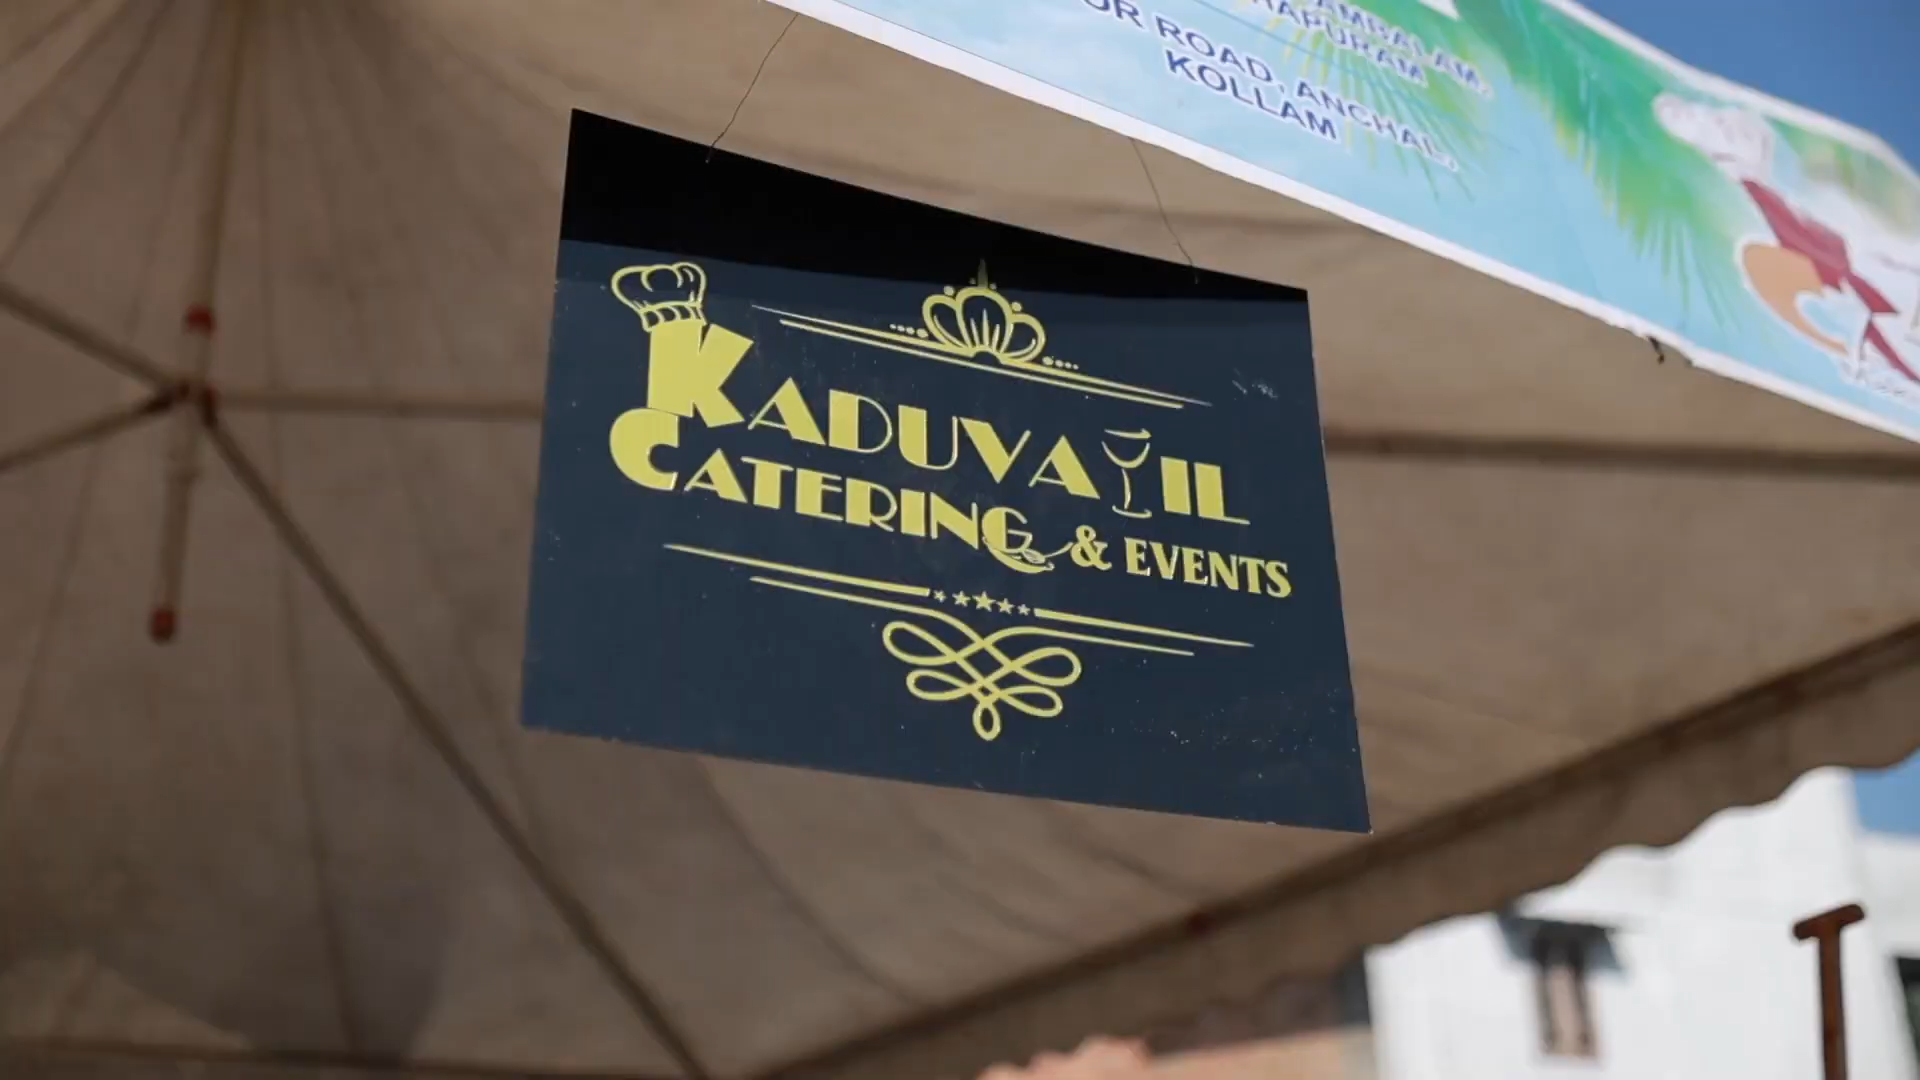 OR ROAD, ANCHAL,
KOLLAM
KADUVAYIL
CATERING & EVENTS